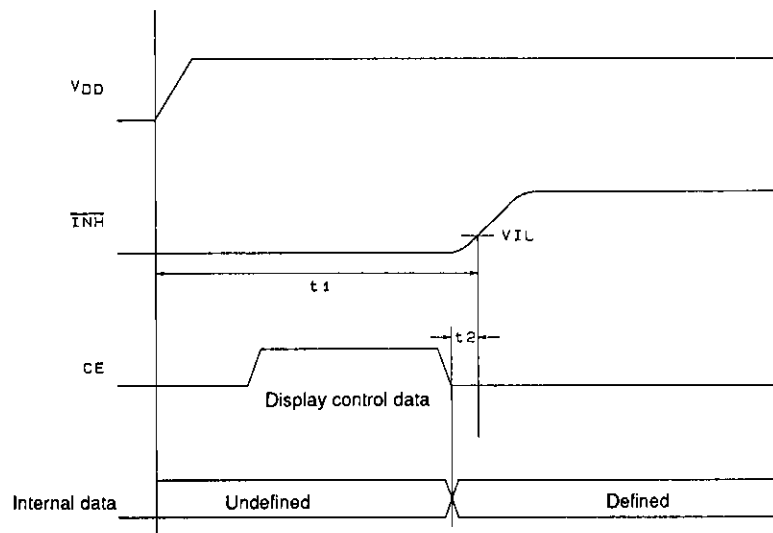 VDD
INH
VIL
t1
t2
CE
Display control data
Internal data Undefined Defined